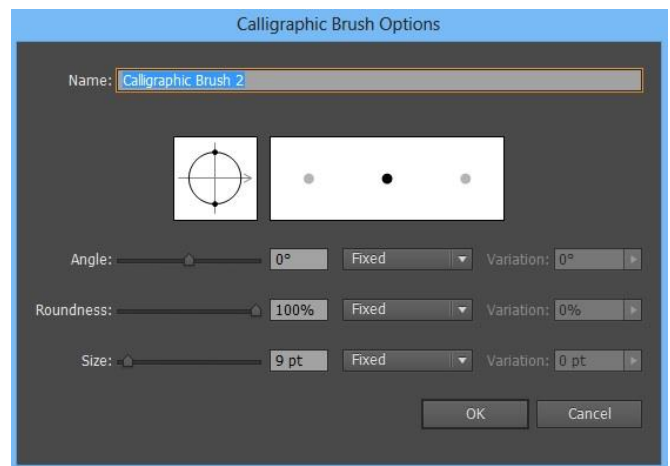 Calligraphic Brush Options
Name: Calligraphic Brush 2
Angle: 0° Fixed Variation: 0°
Roundness: 100% Fixed Variation: 0%
Size: 9 pt Fixed Variation: 0 pt
OK Cancel